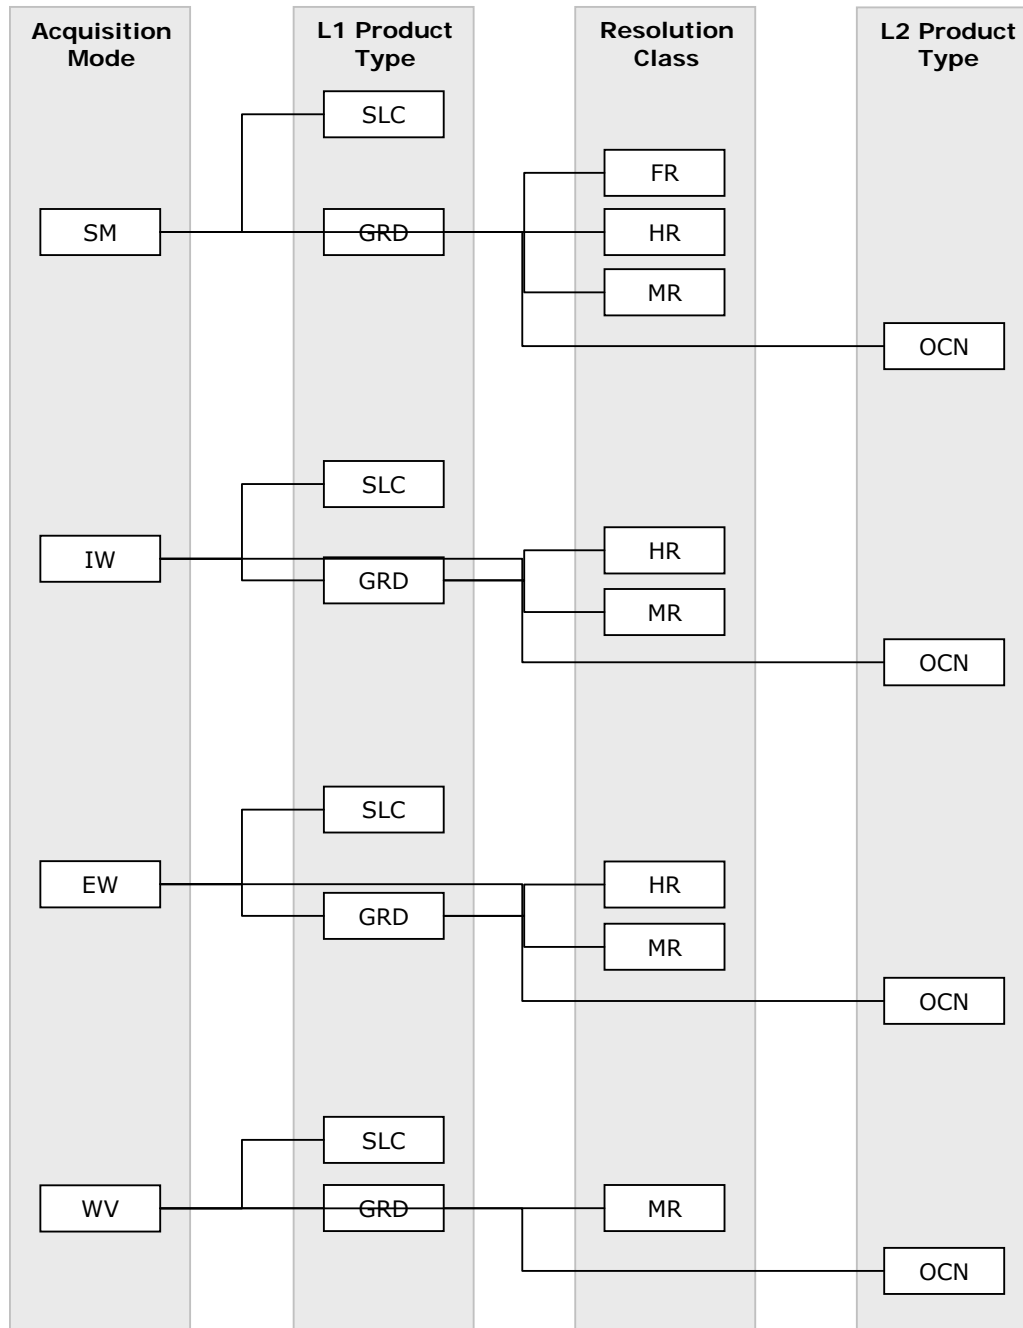 Acquisition
Mode
L1 Product
Type
Resolution
Class
L2 Product
Type
SLC
FR
SM
GRD
HR
MR
OCN
SLC
IW
GRD
HR
MR
OCN
SLC
EW
GRD
HR
MR
OCN
SLC
WV
GRD
MR
OCN